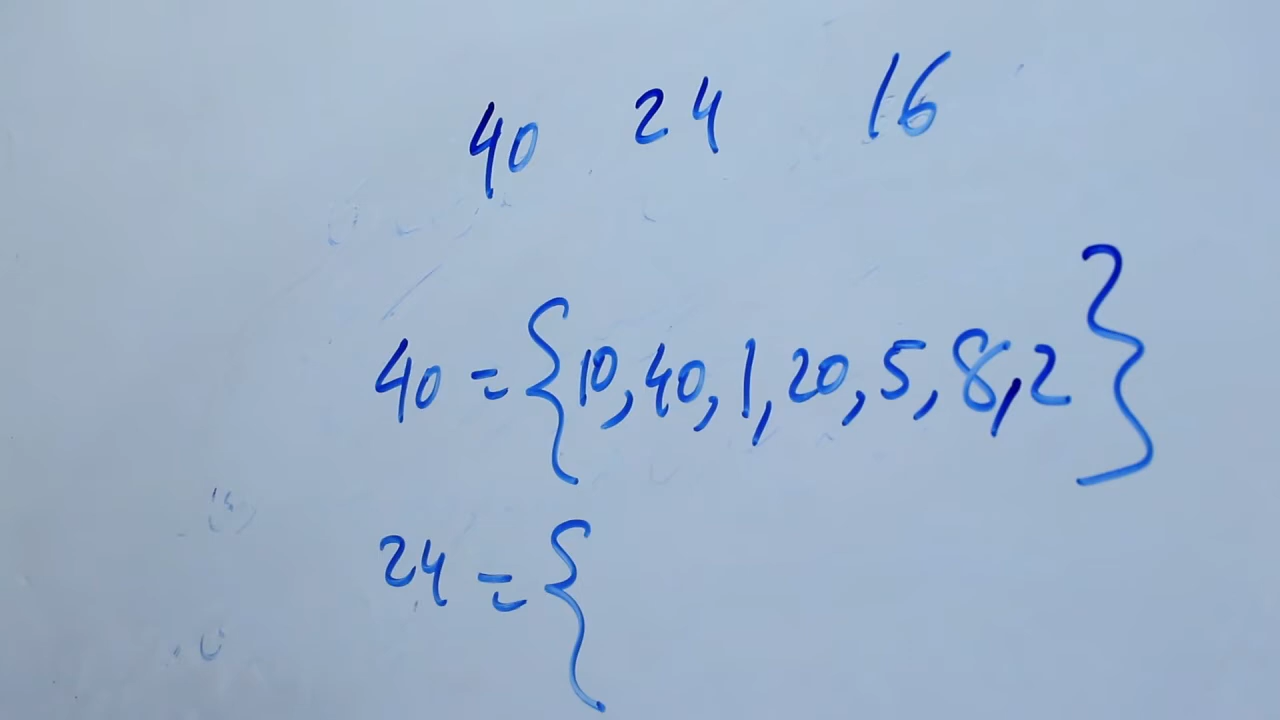 40 24 16
40 = {10, 40, 1, 20, 5, 8, 2}
24 = {